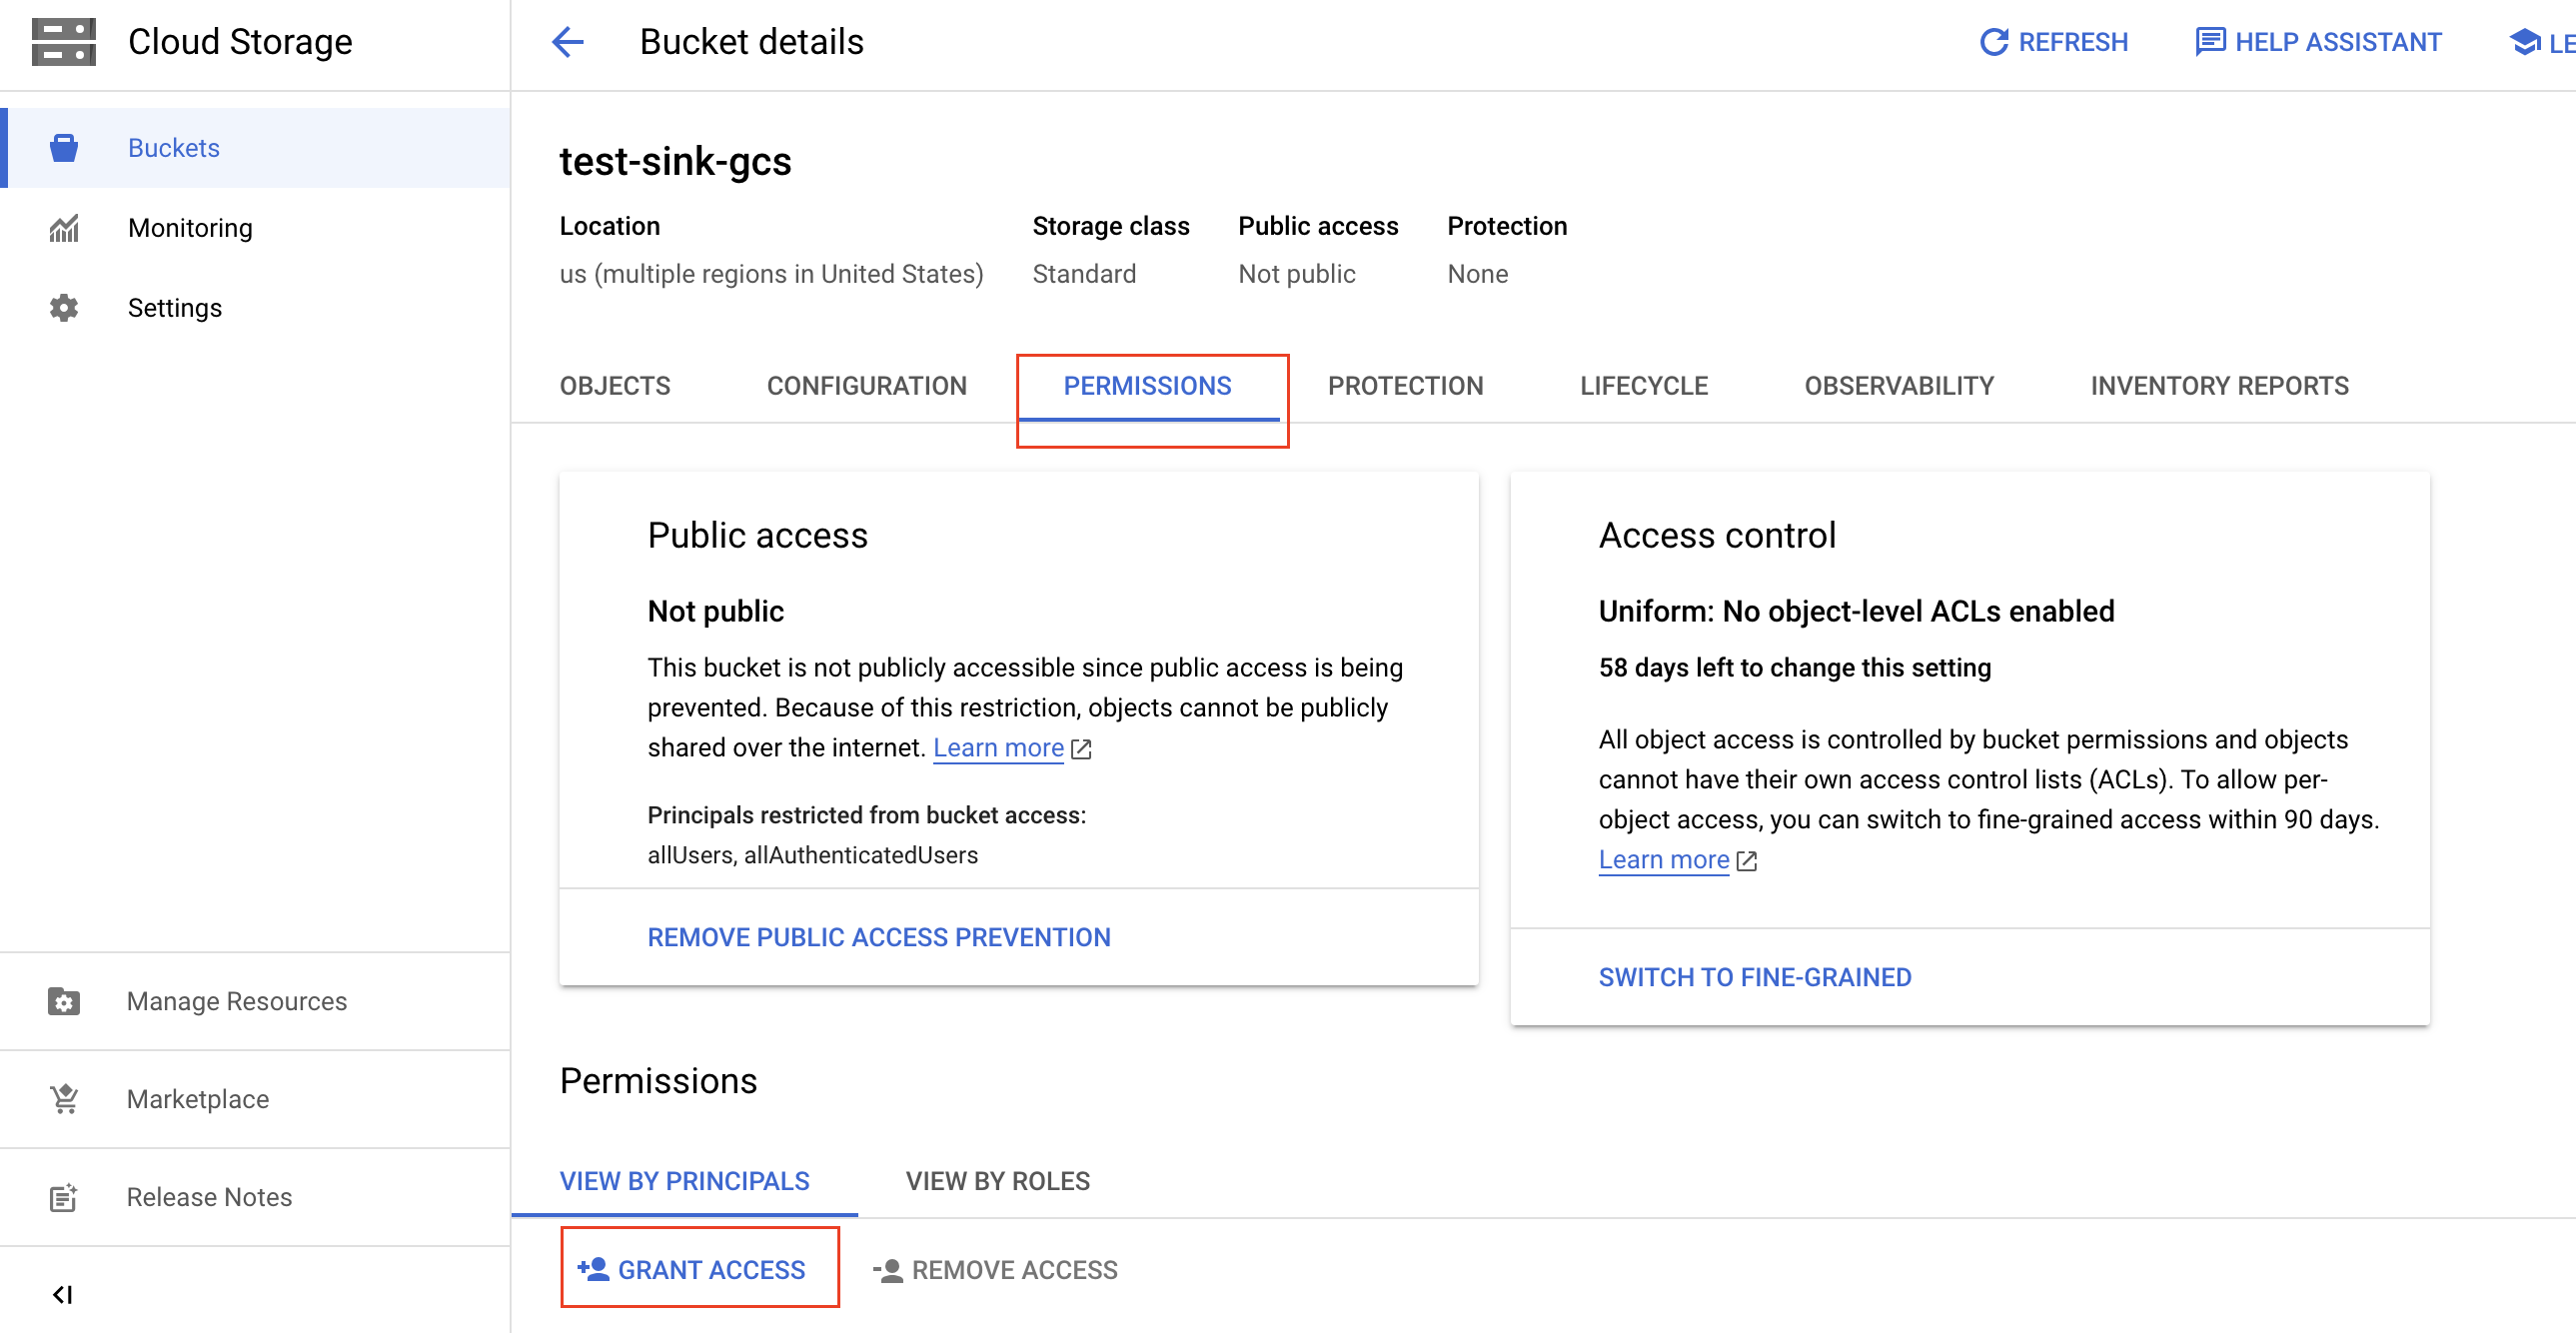 Cloud Storage
Bucket details
REFRESH
HELP ASSISTANT
LE
Buckets
Monitoring
Settings
test-sink-gcs
Location Storage class Public access Protection
us (multiple regions in United States) Standard Not public None
OBJECTS CONFIGURATION PERMISSIONS PROTECTION LIFECYCLE OBSERVABILITY INVENTORY REPORTS
Public access
Not public
This bucket is not publicly accessible since public access is being
prevented. Because of this restriction, objects cannot be publicly
shared over the internet. Learn more
Principals restricted from bucket access:
allUsers, allAuthenticatedUsers
REMOVE PUBLIC ACCESS PREVENTION
Access control
Uniform: No object-level ACLs enabled
58 days left to change this setting
All object access is controlled by bucket permissions and objects
cannot have their own access control lists (ACLs). To allow per-
object access, you can switch to fine-grained access within 90 days.
Learn more
SWITCH TO FINE-GRAINED
Manage Resources
Marketplace
Release Notes
Permissions
VIEW BY PRINCIPALS VIEW BY ROLES
GRANT ACCESS REMOVE ACCESS